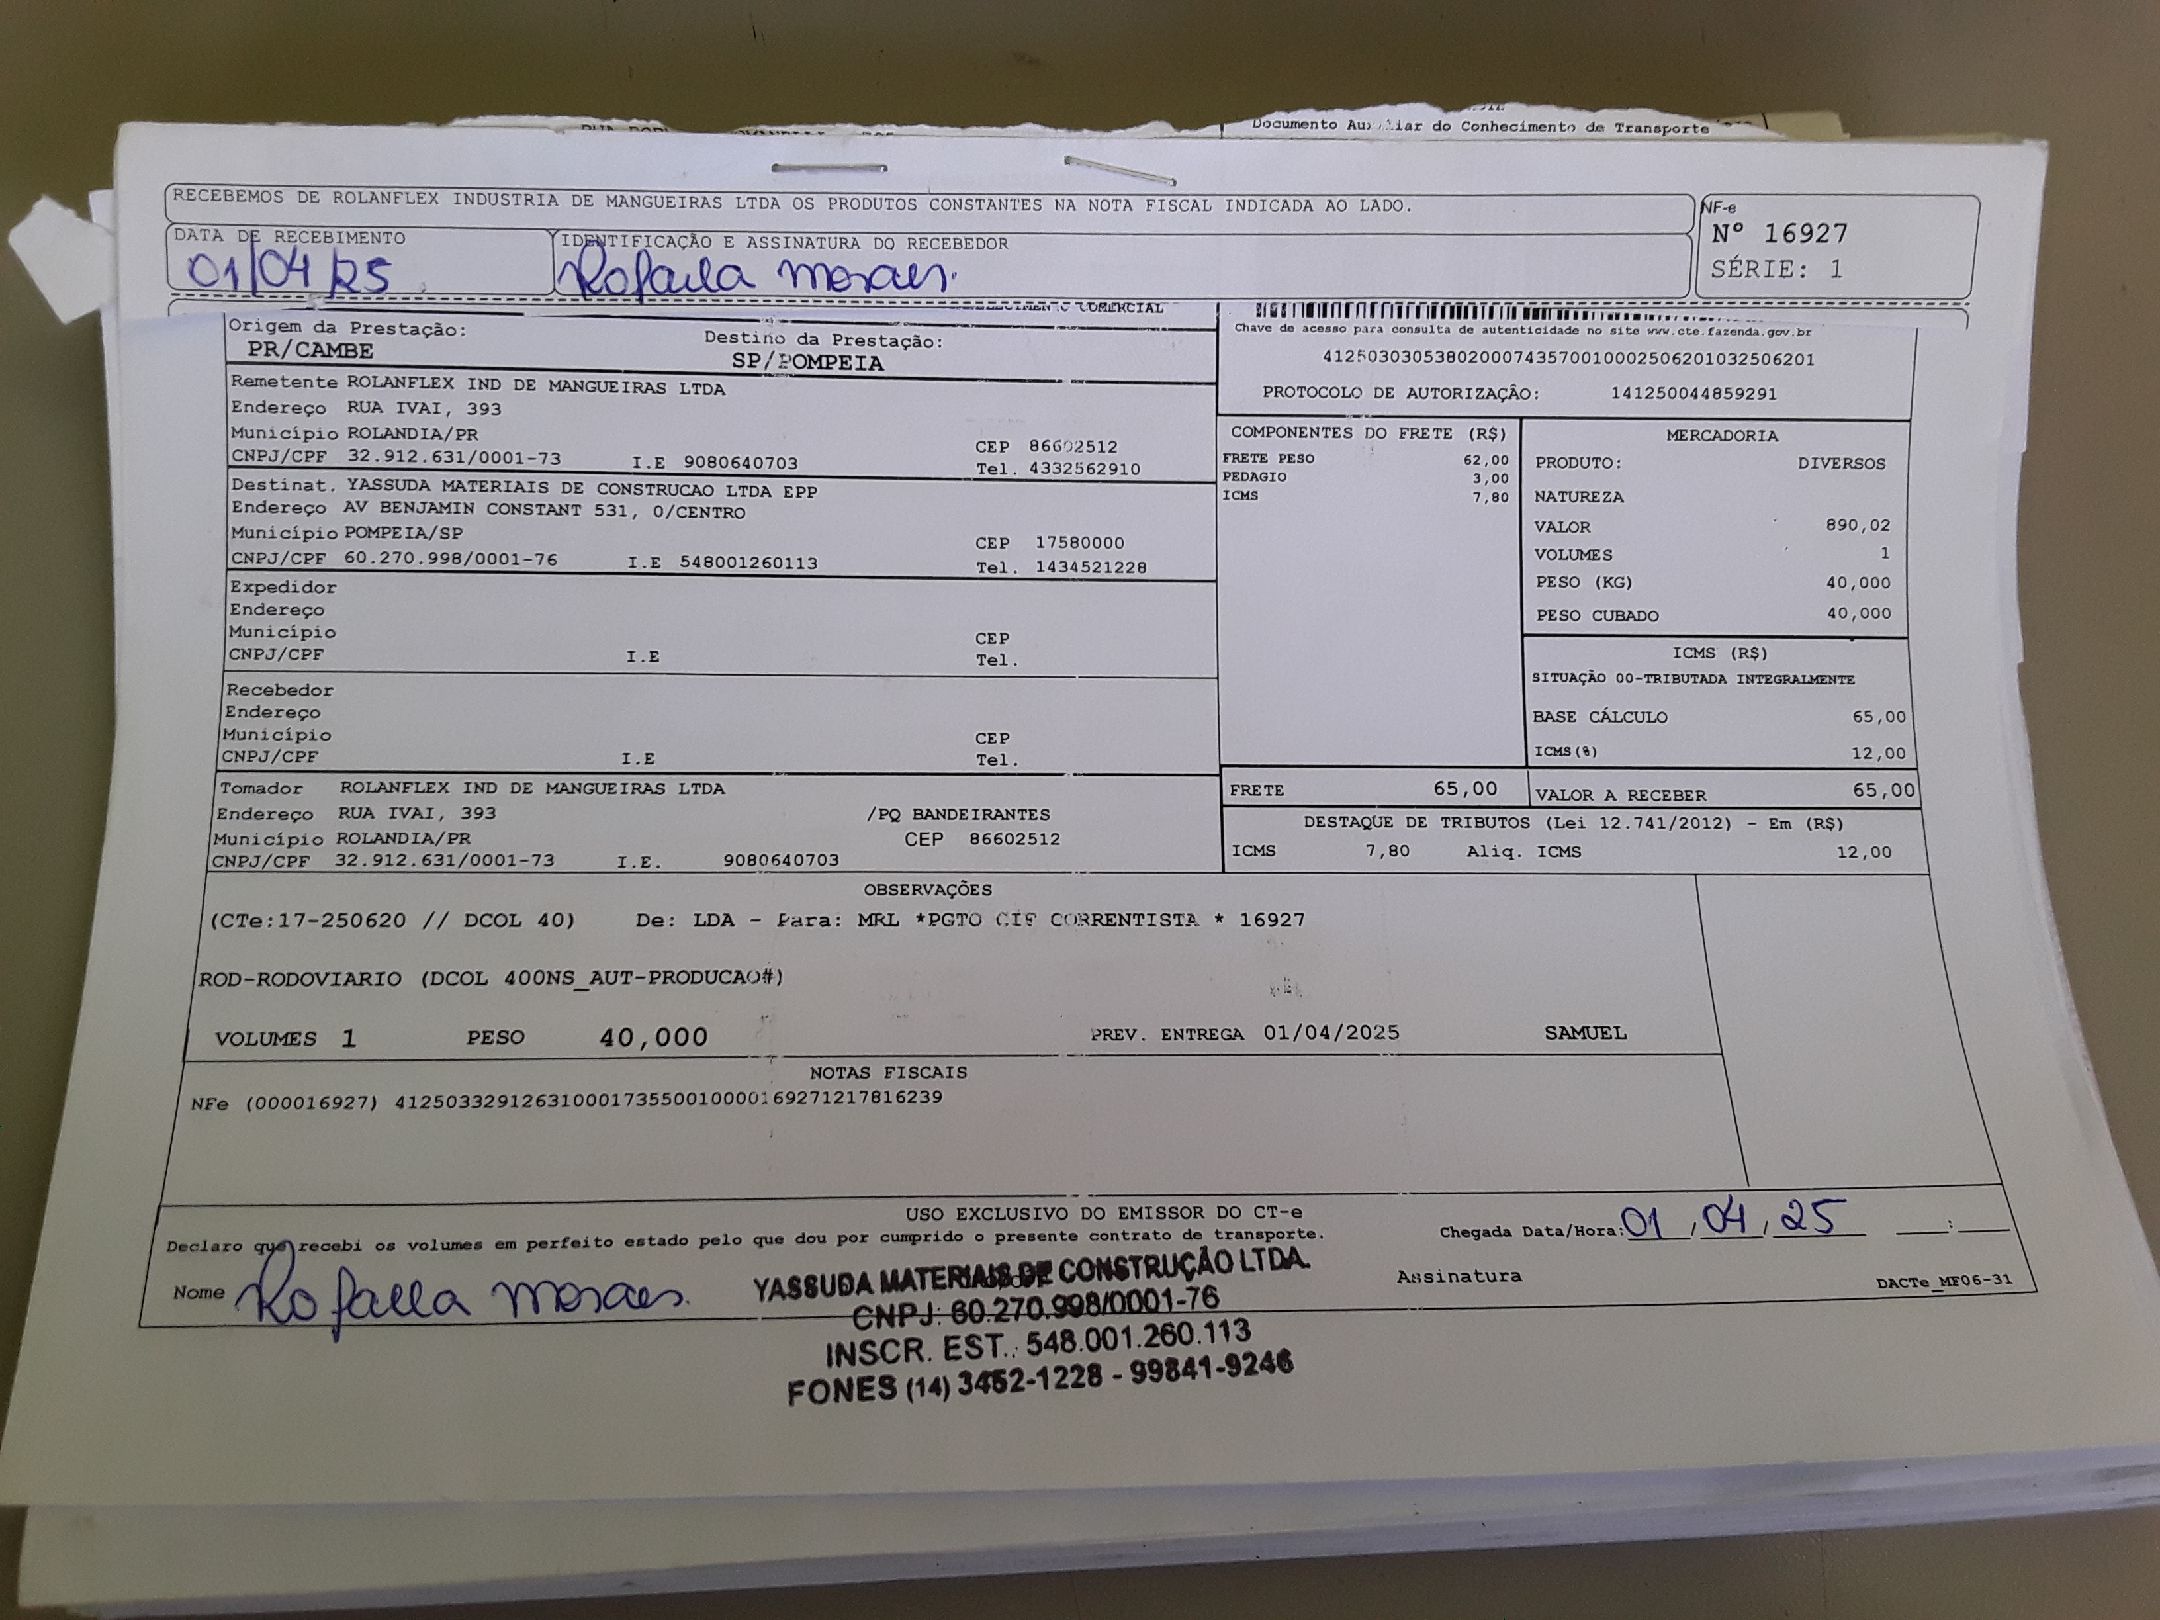 Documento Auxiliar do Conhecimento de Transporte
RECEBEMOS DE ROLANFLEX INDUSTRIA DE MANGUEIRAS LTDA OS PRODUTOS CONSTANTES NA NOTA FISCAL INDICADA AO LADO.
NF-e
Nº 16927
SÉRIE: 1
DATA DE RECEBIMENTO
01/04/25
IDENTIFICAÇÃO E ASSINATURA DO RECEBEDOR
Rafaela Moraes.
COMERCIAL
Origem da Prestação:
PR/CAMBE
Destino da Prestação:
SP/POMPEIA
Chave de acesso para consulta de autenticidade no site www.cte.fazenda.gov.br
41250303053802000743570010002506201032506201
PROTOCOLO DE AUTORIZAÇÃO: 141250044859291
Remetente ROLANFLEX IND DE MANGUEIRAS LTDA
Endereço RUA IVAI, 393
Município ROLANDIA/PR CEP 86602512
CNPJ/CPF 32.912.631/0001-73 I.E 9080640703 Tel. 4332562910
Destinat. YASSUDA MATERIAIS DE CONSTRUCAO LTDA EPP
Endereço AV BENJAMIN CONSTANT 531, 0/CENTRO
Município POMPEIA/SP CEP 17580000
CNPJ/CPF 60.270.998/0001-76 I.E 548001260113 Tel. 1434521228
Expedidor
Endereço
Município CEP
CNPJ/CPF I.E Tel.
Recebedor
Endereço
Município CEP
CNPJ/CPF I.E Tel.
Tomador ROLANFLEX IND DE MANGUEIRAS LTDA
Endereço RUA IVAI, 393 /PQ BANDEIRANTES
Município ROLANDIA/PR CEP 86602512
CNPJ/CPF 32.912.631/0001-73 I.E. 9080640703
COMPONENTES DO FRETE (R$)
FRETE PESO 62,00
PEDAGIO 3,00
ICMS 7,80
MERCADORIA
PRODUTO: DIVERSOS
NATUREZA
VALOR 890,02
VOLUMES 1
PESO (KG) 40,000
PESO CUBADO 40,000
ICMS (R$)
SITUAÇÃO 00-TRIBUTADA INTEGRALMENTE
BASE CÁLCULO 65,00
ICMS(%) 12,00
FRETE 65,00
VALOR A RECEBER 65,00
DESTAQUE DE TRIBUTOS (Lei 12.741/2012) - Em (R$)
ICMS 7,80 Aliq. ICMS 12,00
OBSERVAÇÕES
(CTe:17-250620 // DCOL 40) De: LDA - Para: MRL *PGTO CIF CORRENTISTA * 16927
ROD-RODOVIARIO (DCOL 400NS_AUT-PRODUCAO#)
VOLUMES 1 PESO 40,000 PREV. ENTREGA 01/04/2025 SAMUEL
NOTAS FISCAIS
NFe (000016927) 41250332912631000173550010000169271217816239
USO EXCLUSIVO DO EMISSOR DO CT-e
Declaro que recebi os volumes em perfeito estado pelo que dou por cumprido o presente contrato de transporte.
Chegada Data/Hora: 01/04/25 __:__
Nome Rafaela Moraes.
Assinatura
DACTe_MF06-31
YASSUDA MATERIAIS DE CONSTRUÇÃO LTDA.
CNPJ: 60.270.998/0001-76
INSCR. EST.: 548.001.260.113
FONES (14) 3452-1228 - 99841-9246